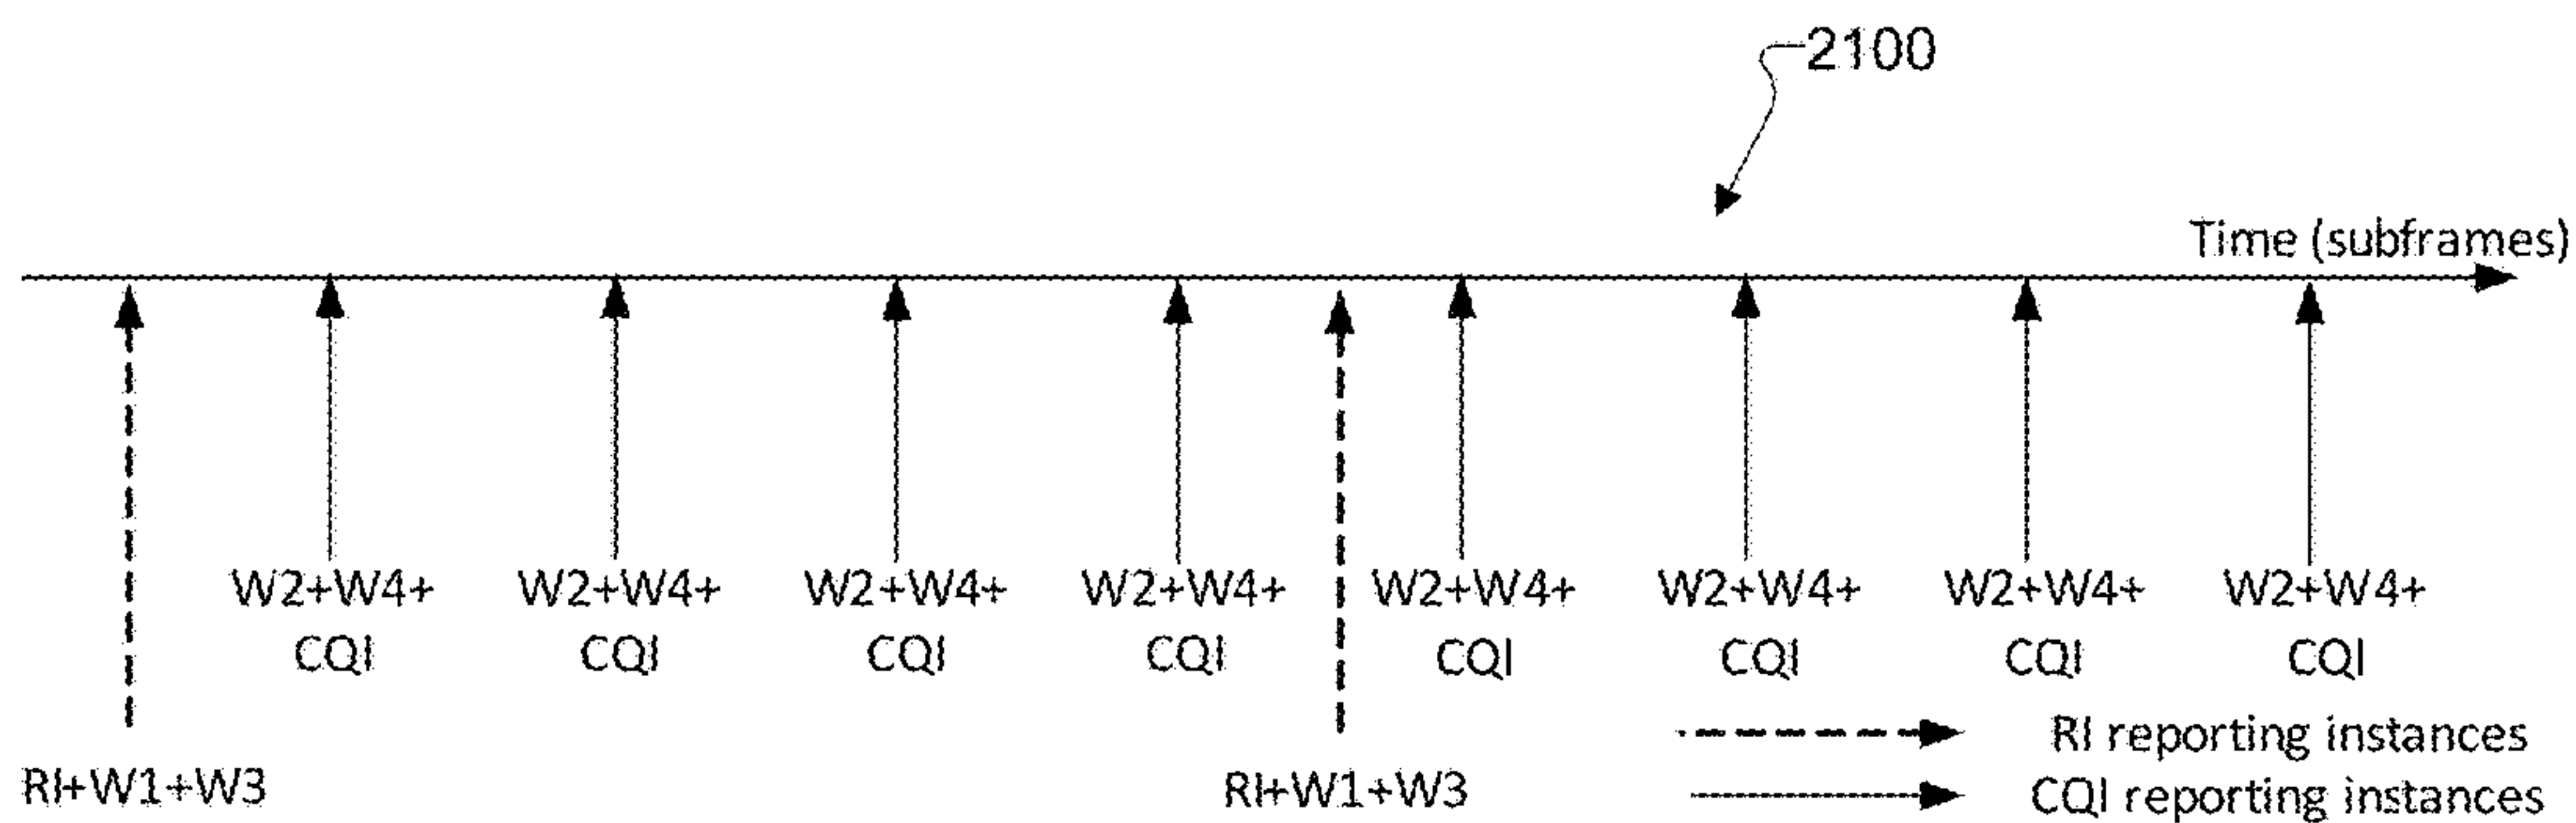 2100
Time (subframes)
W2+W4+ W2+W4+ W2+W4+ W2+W4+ W2+W4+ W2+W4+ W2+W4+ W2+W4+
CQI CQI CQI CQI CQI CQI CQI CQI
RI reporting instances
RI+W1+W3 RI+W1+W3 CQI reporting instances